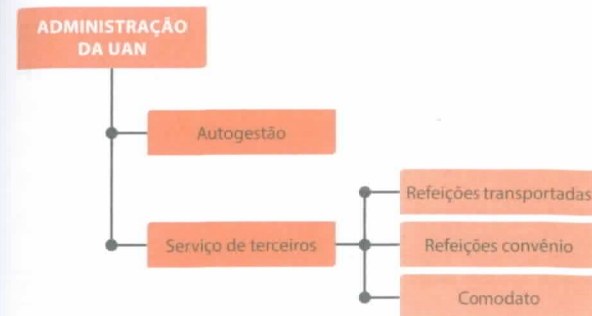 ADMINISTRAÇÃO
DA UAN
Autogestão
Serviço de terceiros
Refeições transportadas
Refeições convênio
Comodato